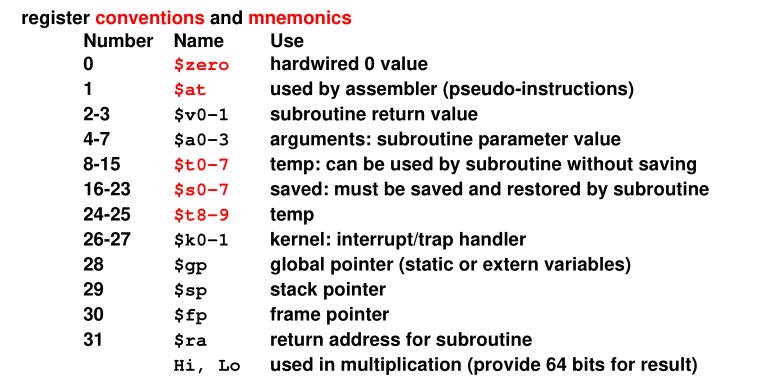 register conventions and mnemonics
Number Name Use
0 $zero hardwired 0 value
1 $at used by assembler (pseudo-instructions)
2-3 $v0-1 subroutine return value
4-7 $a0-3 arguments: subroutine parameter value
8-15 $t0-7 temp: can be used by subroutine without saving
16-23 $s0-7 saved: must be saved and restored by subroutine
24-25 $t8-9 temp
26-27 $k0-1 kernel: interrupt/trap handler
28 $gp global pointer (static or extern variables)
29 $sp stack pointer
30 $fp frame pointer
31 $ra return address for subroutine
Hi, Lo used in multiplication (provide 64 bits for result)